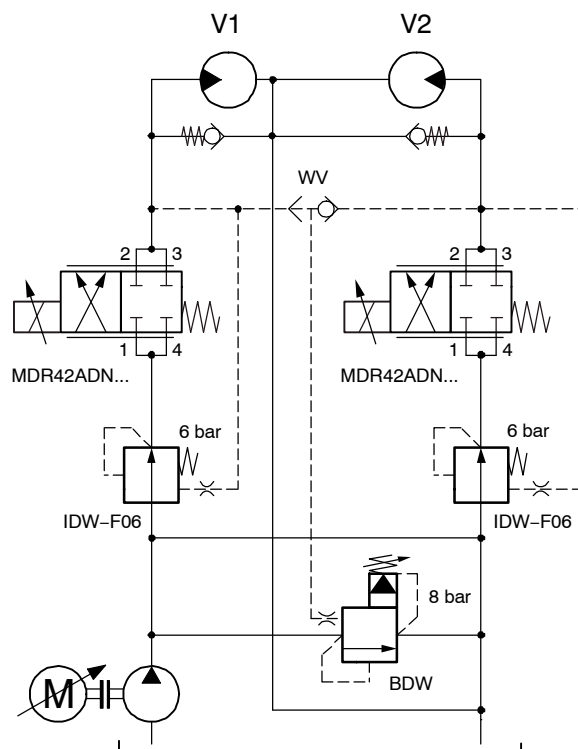 V1 V2
WV
2 3 2 3
1 4 1 4
MDR42ADN... MDR42ADN...
6 bar 6 bar
IDW–F06 IDW–F06
8 bar
BDW
M